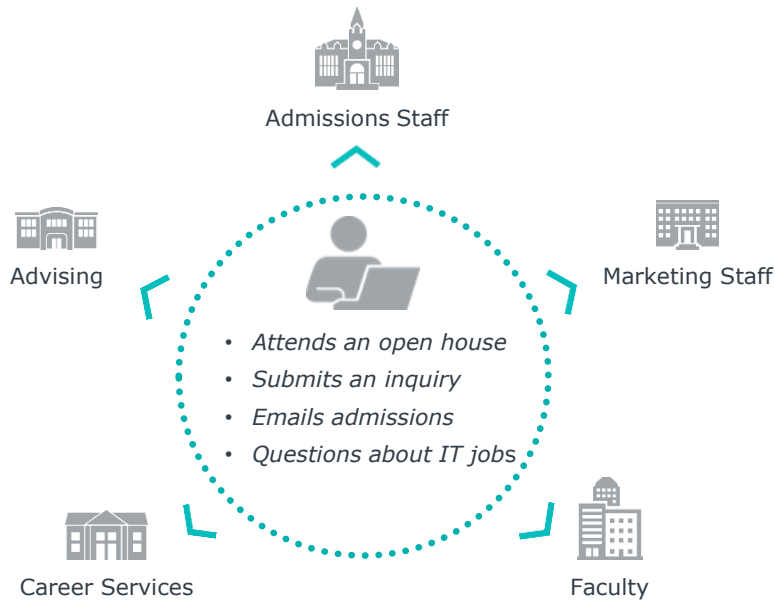 Admissions Staff
Advising
Marketing Staff
• Attends an open house
• Submits an inquiry
• Emails admissions
• Questions about IT jobs
Career Services
Faculty